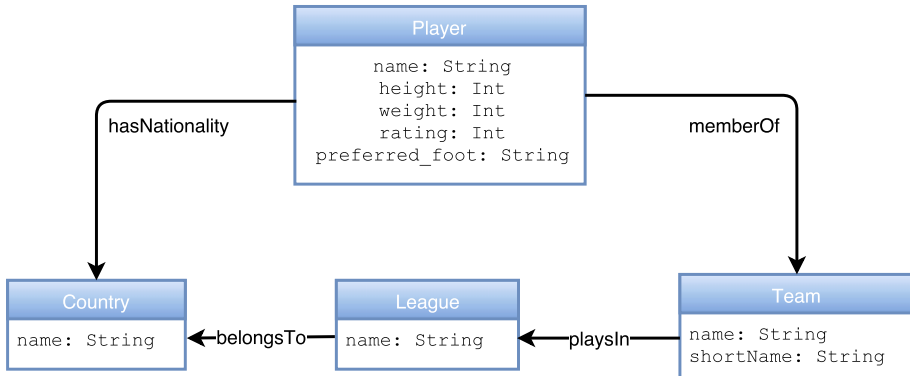 Player
name: String
height: Int
weight: Int
rating: Int
preferred_foot: String
hasNationality
memberOf
Country
name: String
belongsTo
League
name: String
playsIn
Team
name: String
shortName: String